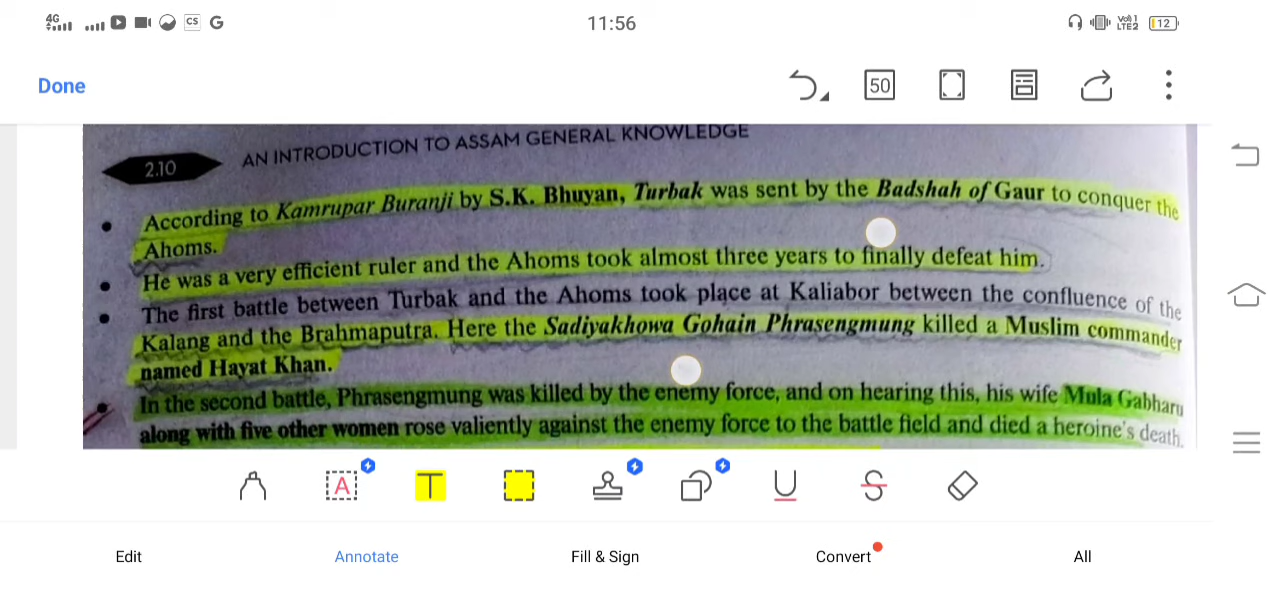 4G CS G 11:56 Vo) 1 LTE2 12
Done 50
2.10 AN INTRODUCTION TO ASSAM GENERAL KNOWLEDGE
• According to Kamrupar Buranji by S.K. Bhuyan, Turbak was sent by the Badshah of Gaur to conquer the
Ahoms.
• He was a very efficient ruler and the Ahoms took almost three years to finally defeat him.
• The first battle between Turbak and the Ahoms took place at Kaliabor between the confluence of the
Kalang and the Brahmaputra. Here the Sadiyakhowa Gohain Phrasengmung killed a Muslim commander
named Hayat Khan.
• In the second battle, Phrasengmung was killed by the enemy force, and on hearing this, his wife Mula Gabharu
along with five other women rose valiently against the enemy force to the battle field and died a heroine's death.
A T U S
Edit Annotate Fill & Sign Convert All